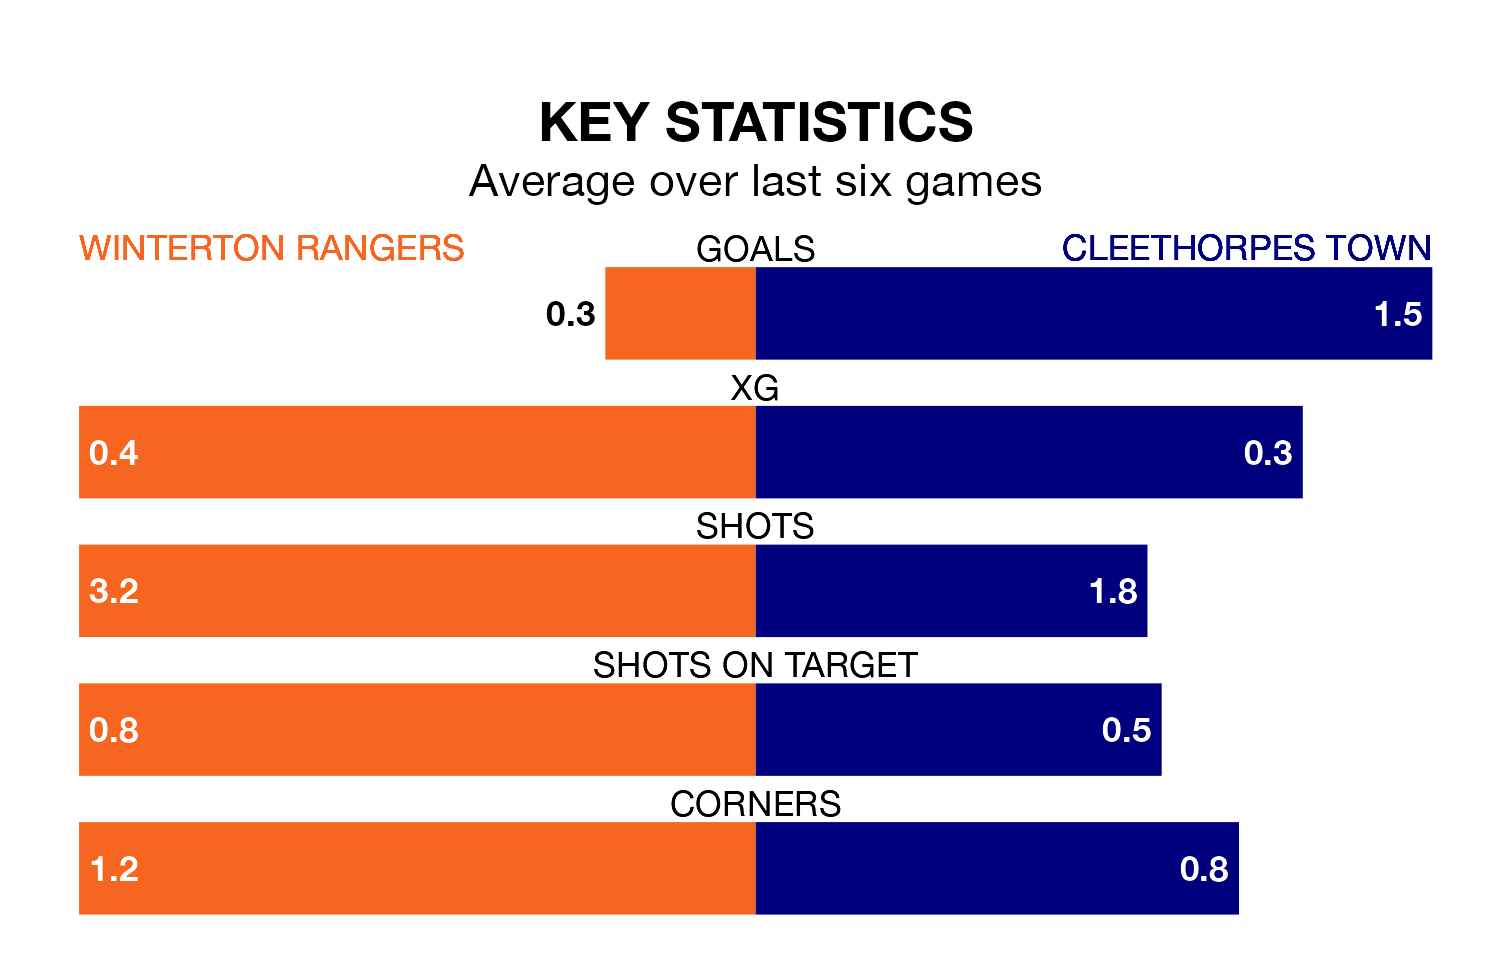 KEY STATISTICS
Average over last six games
WINTERTON RANGERS GOALS CLEETHORPES TOWN
0.3 1.5
XG
0.4 0.3
SHOTS
3.2 1.8
SHOTS ON TARGET
0.8 0.5
CORNERS
1.2 0.8